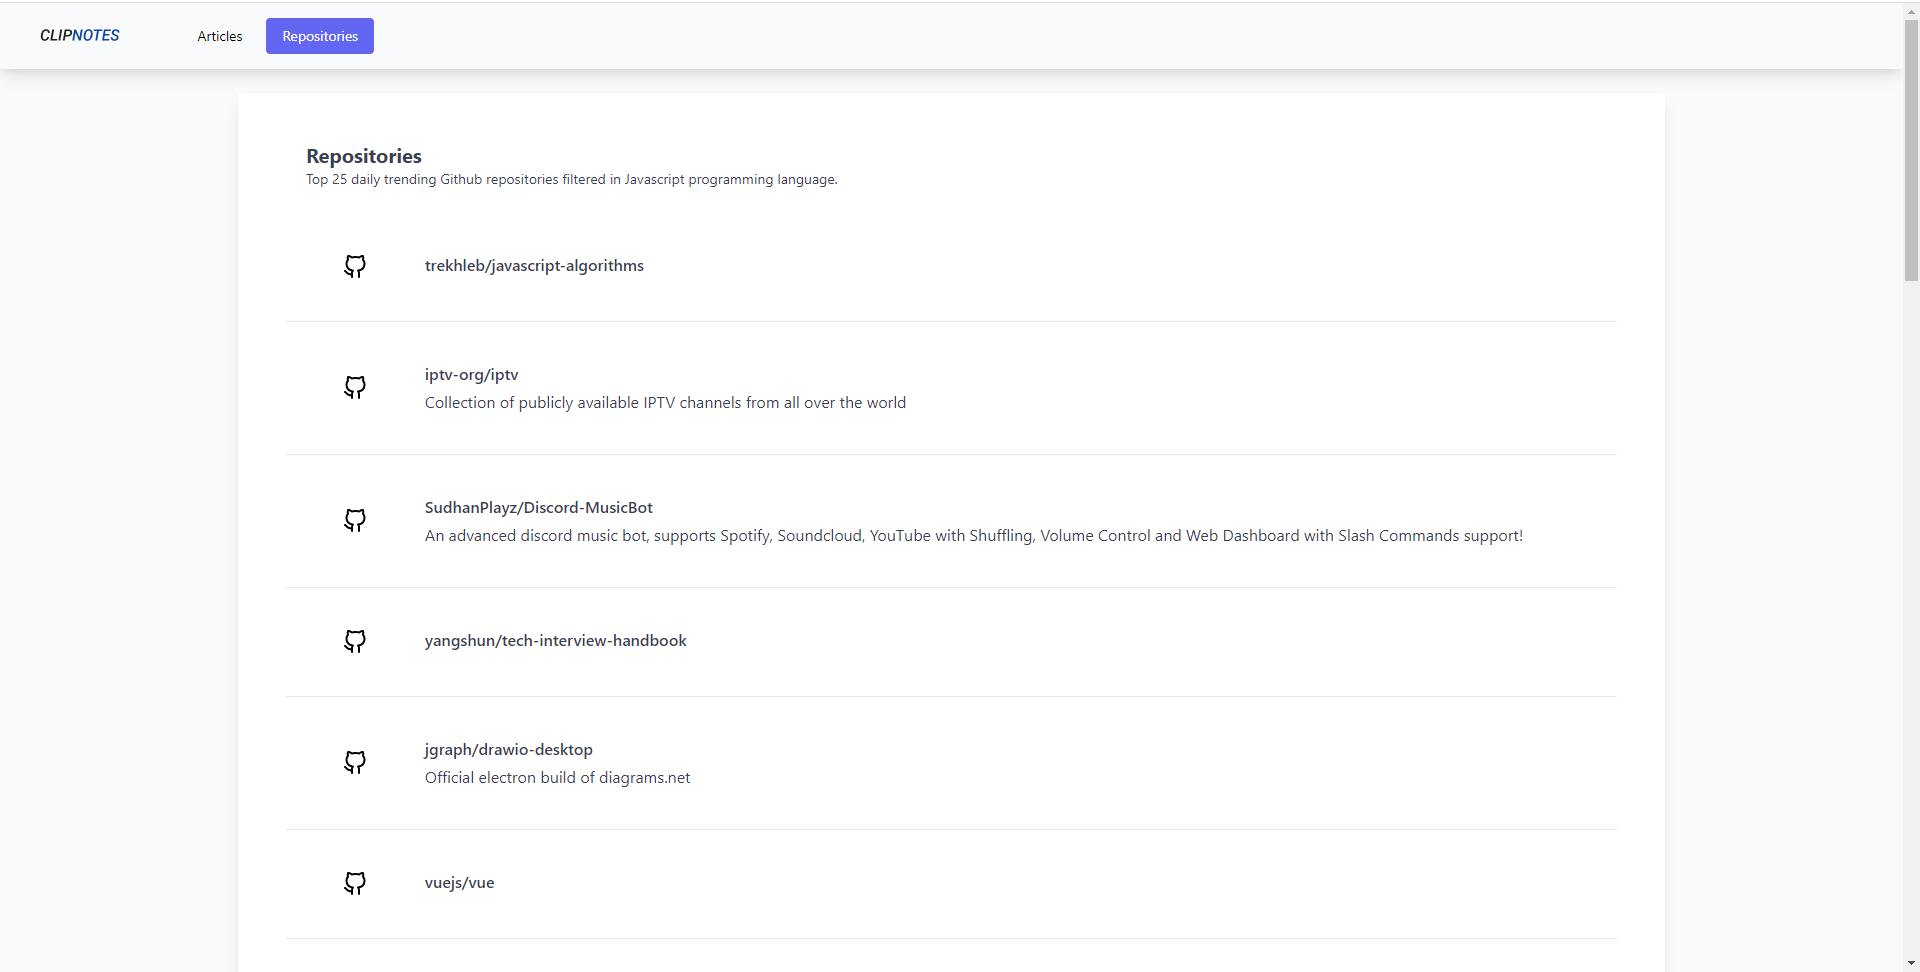 CLIPNOTES
Articles
Repositories
Repositories
Top 25 daily trending Github repositories filtered in Javascript programming language.
trekhleb/javascript-algorithms
iptv-org/iptv
Collection of publicly available IPTV channels from all over the world
SudhanPlayz/Discord-MusicBot
An advanced discord music bot, supports Spotify, Soundcloud, YouTube with Shuffling, Volume Control and Web Dashboard with Slash Commands support!
yangshun/tech-interview-handbook
jgraph/drawio-desktop
Official electron build of diagrams.net
vuejs/vue